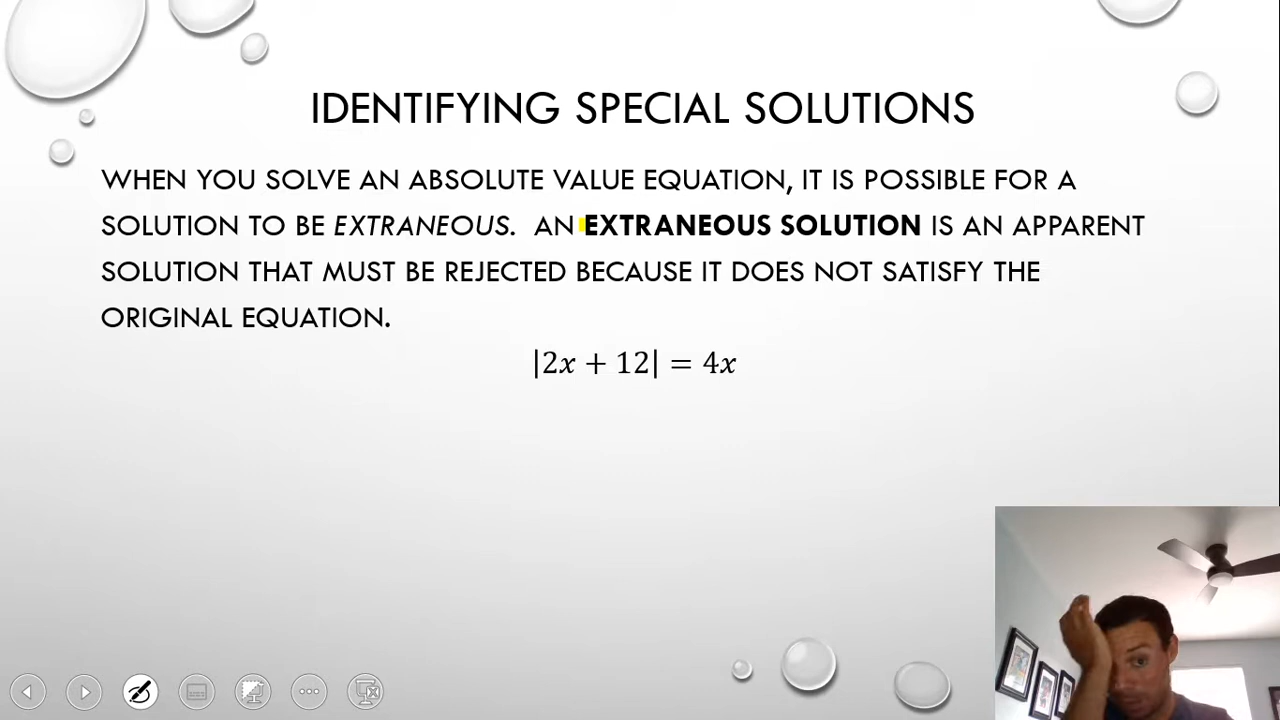 IDENTIFYING SPECIAL SOLUTIONS
WHEN YOU SOLVE AN ABSOLUTE VALUE EQUATION, IT IS POSSIBLE FOR A
SOLUTION TO BE EXTRANEOUS. AN EXTRANEOUS SOLUTION IS AN APPARENT
SOLUTION THAT MUST BE REJECTED BECAUSE IT DOES NOT SATISFY THE
ORIGINAL EQUATION.
|2𝑥 + 12| = 4𝑥